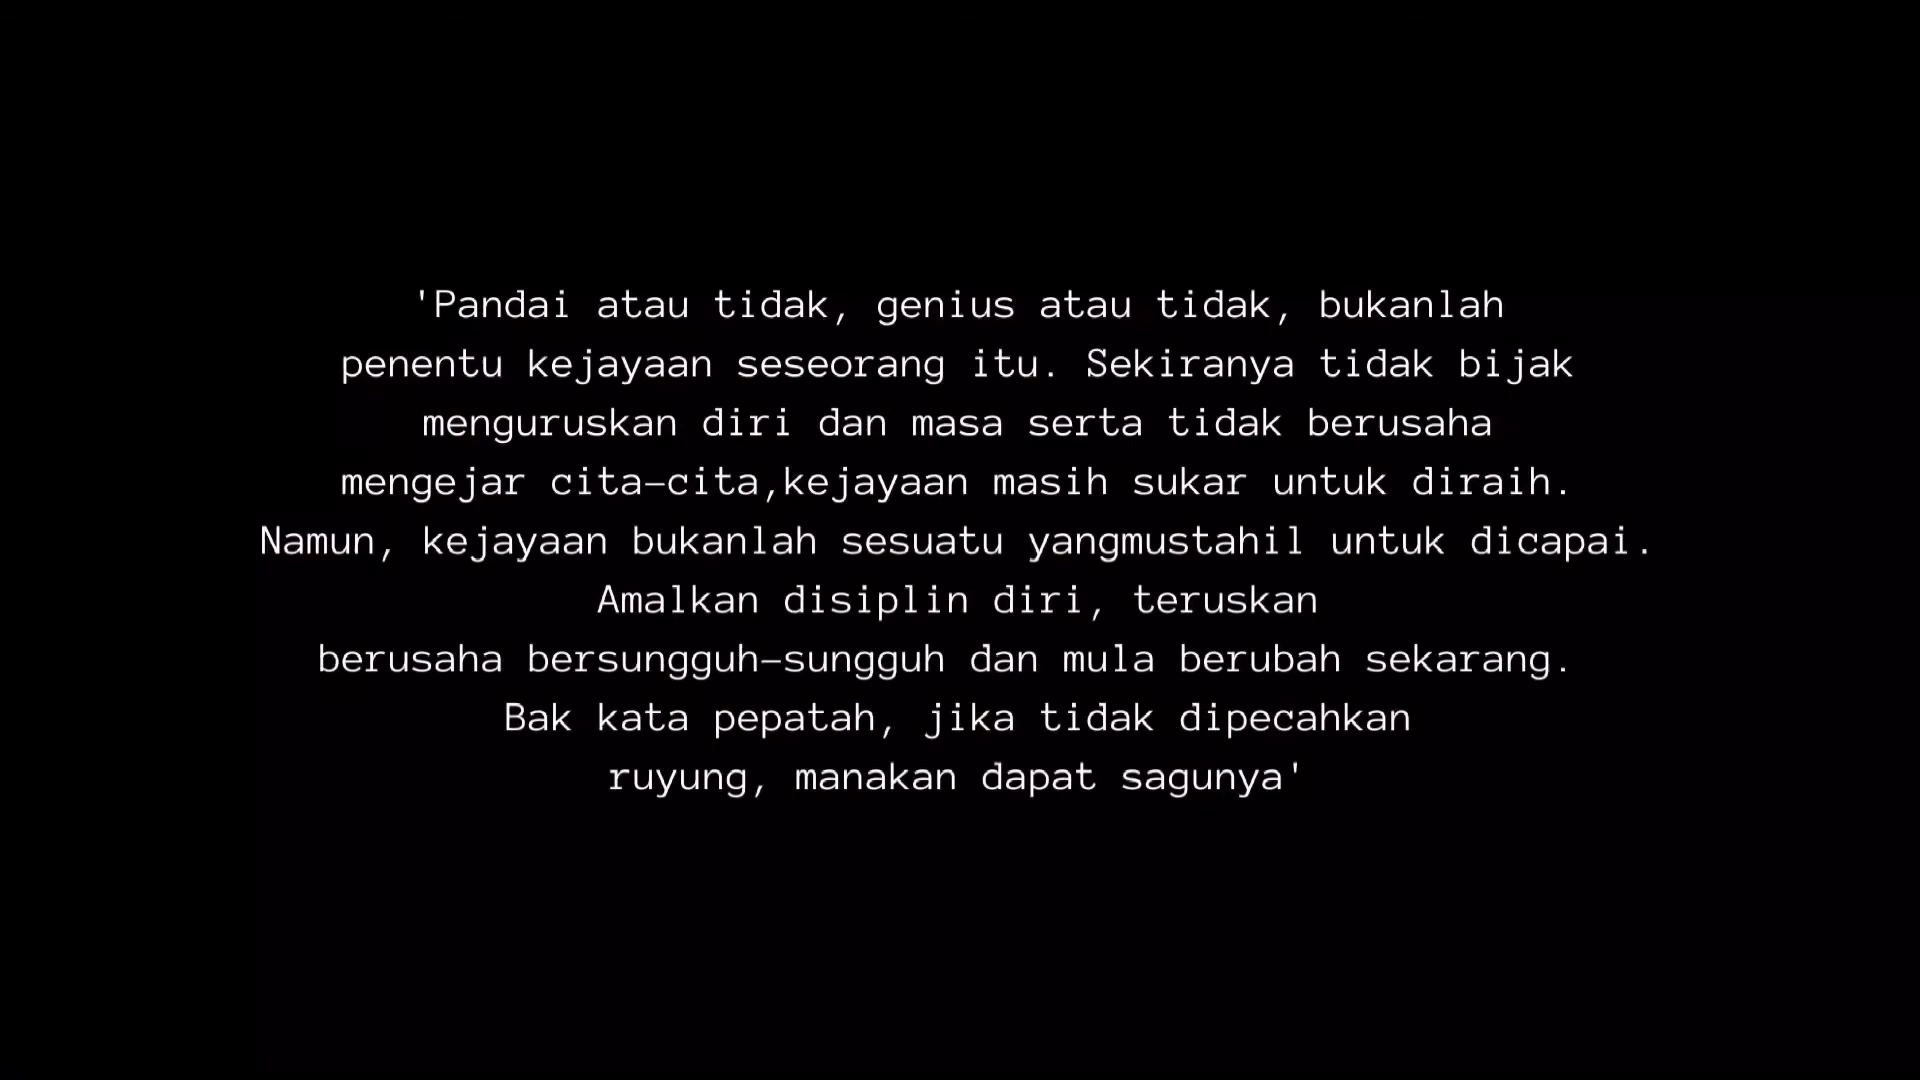 'Pandai atau tidak, genius atau tidak, bukanlah
penentu kejayaan seseorang itu. Sekiranya tidak bijak
menguruskan diri dan masa serta tidak berusaha
mengejar cita-cita,kejayaan masih sukar untuk diraih.
Namun, kejayaan bukanlah sesuatu yangmustahil untuk dicapai.
Amalkan disiplin diri, teruskan
berusaha bersungguh-sungguh dan mula berubah sekarang.
Bak kata pepatah, jika tidak dipecahkan
ruyung, manakan dapat sagunya'